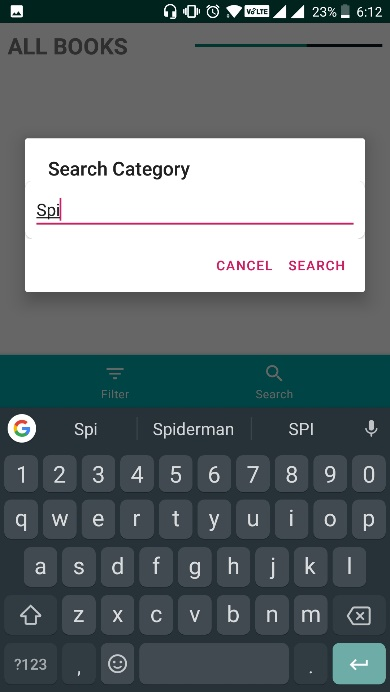 VoLTE 23% 6:12
ALL BOOKS
Search Category
Spi
CANCEL SEARCH
Filter Search
G Spi Spiderman SPI
1 2 3 4 5 6 7 8 9 0
q w e r t y u i o p
a s d f g h j k l
z x c v b n m
?123 , .